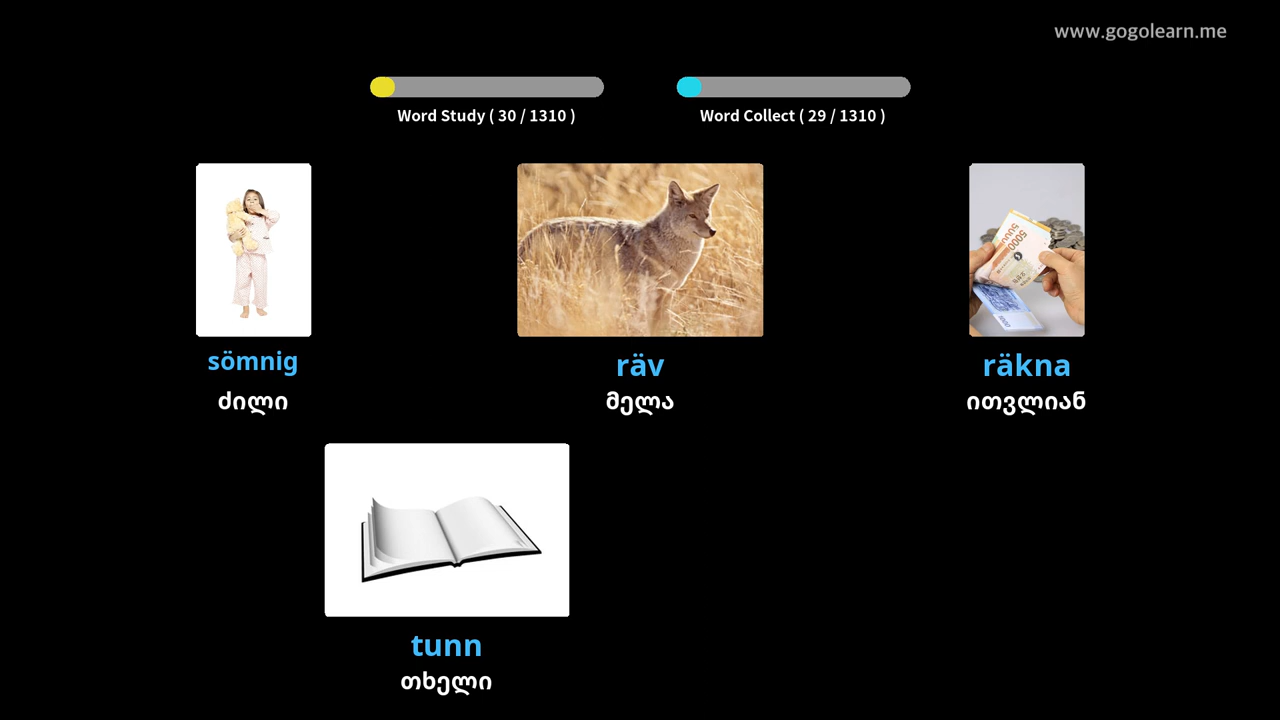 www.gogolearn.me
Word Study ( 30 / 1310 )
Word Collect ( 29 / 1310 )
sömnig
ძილი
räv
მელა
räkna
ითვლიან
tunn
თხელი